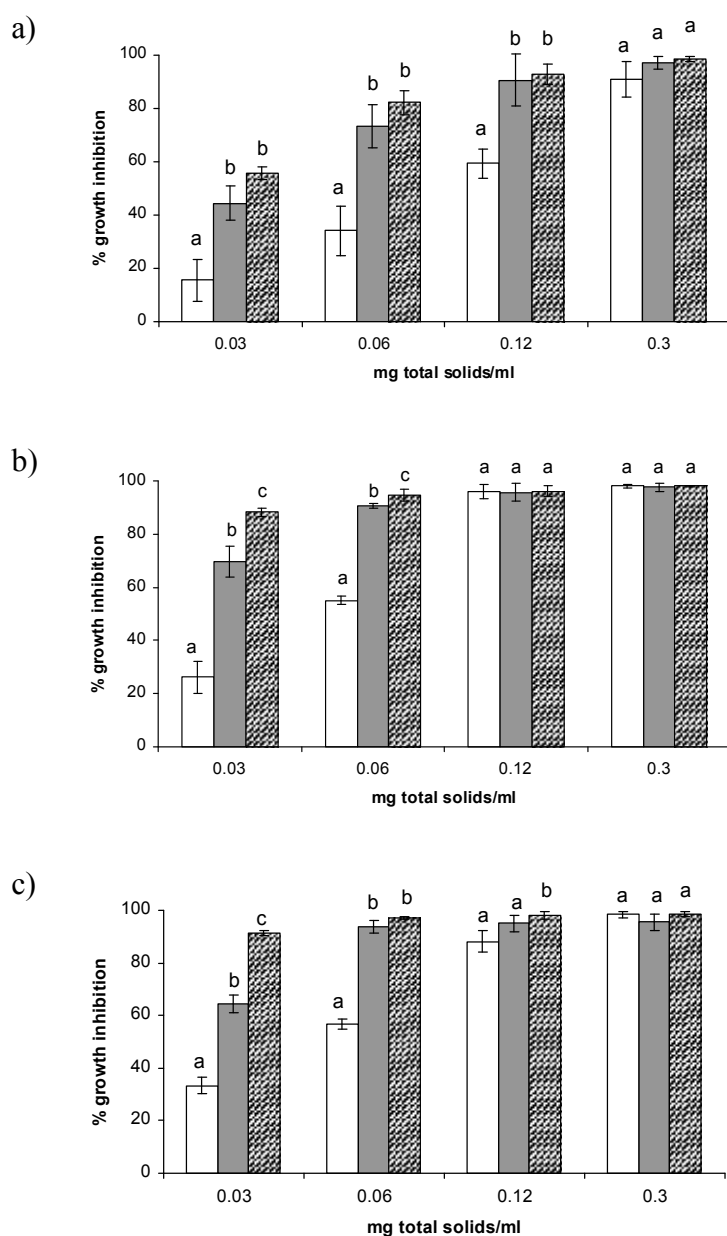 a)
100
80
60
40
20
0
% growth inhibition
a b b
a b b
a b b
a a a
0.03 0.06 0.12 0.3
mg total solids/ml
b)
100
80
60
40
20
0
% growth inhibition
a b c
a b c
a a a
a a a
0.03 0.06 0.12 0.3
mg total solids/ml
c)
100
80
60
40
20
0
% growth inhibition
a b c
a b b
a a b
a a a
0.03 0.06 0.12 0.3
mg total solids/ml